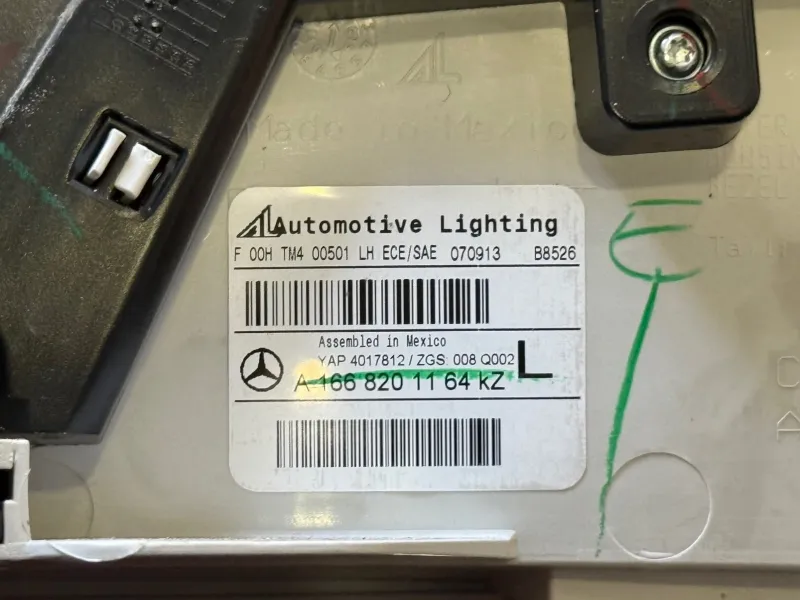 Made in Mexico
AL Automotive Lighting
F 00H TM4 00501 LH ECE/SAE 070913 B8526
Assembled in Mexico
YAP 4017812 / ZGS: 008 Q002 L
A 166 820 11 64 kZ